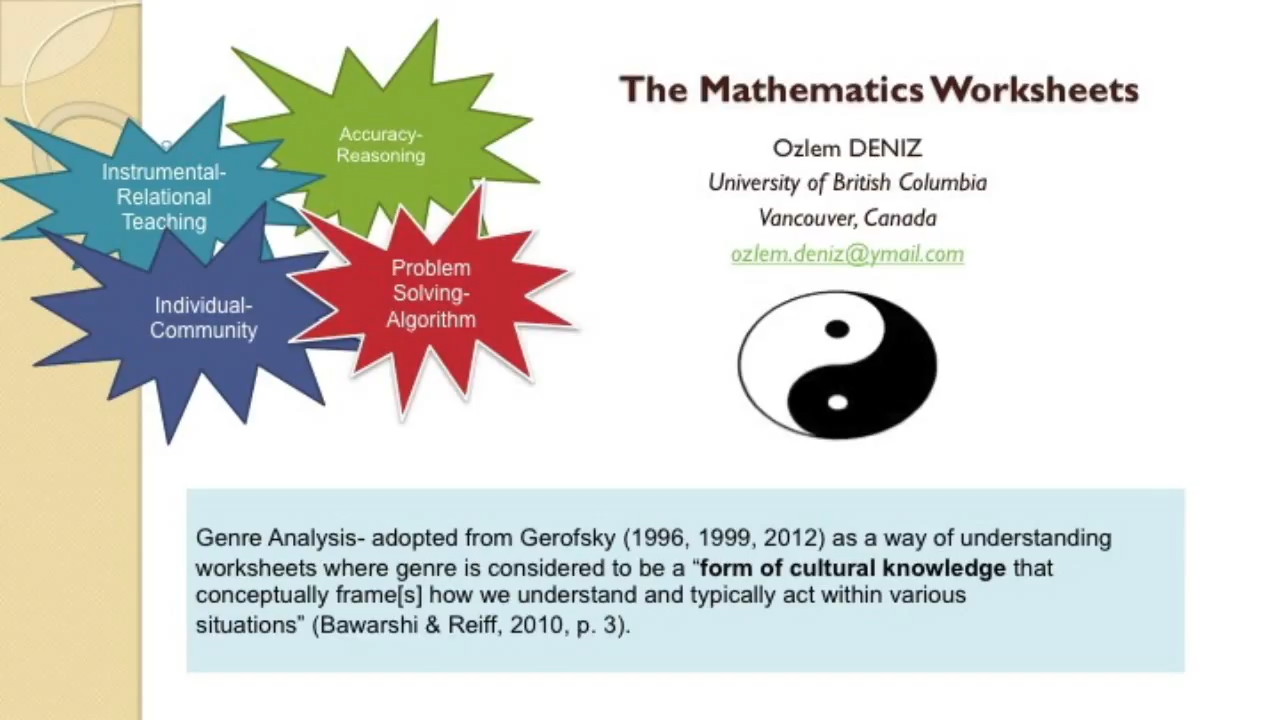 The Mathematics Worksheets
Ozlem DENIZ
University of British Columbia
Vancouver, Canada
ozlem.deniz@ymail.com
Accuracy-
Reasoning
Instrumental-
Relational
Teaching
Problem
Solving-
Algorithm
Individual-
Community
Genre Analysis- adopted from Gerofsky (1996, 1999, 2012) as a way of understanding
worksheets where genre is considered to be a “form of cultural knowledge that
conceptually frame[s] how we understand and typically act within various
situations” (Bawarshi & Reiff, 2010, p. 3).